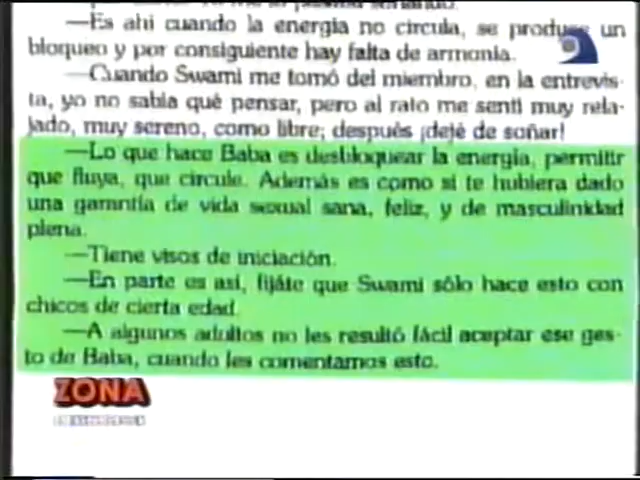 —Es ahí cuando la energía no circula, se produce un
bloqueo y por consiguiente hay falta de armonía.
—Cuando Swami me tomó del miembro, en la entrevis-
ta, yo no sabía qué pensar, pero al rato me sentí muy rela-
jado, muy sereno, como libre; después ¡dejé de soñar!
—Lo que hace Baba es desbloquear la energía, permitir
que fluya, que circule. Además es como si te hubiera dado
una garantía de vida sexual sana, feliz, y de masculinidad
plena.
—Tiene visos de iniciación.
—En parte es así, fijáte que Swami sólo hace esto con
chicos de cierta edad.
—A algunos adultos no les resultó fácil aceptar ese ges-
to de Baba, cuando les comentamos esto.
ZONA